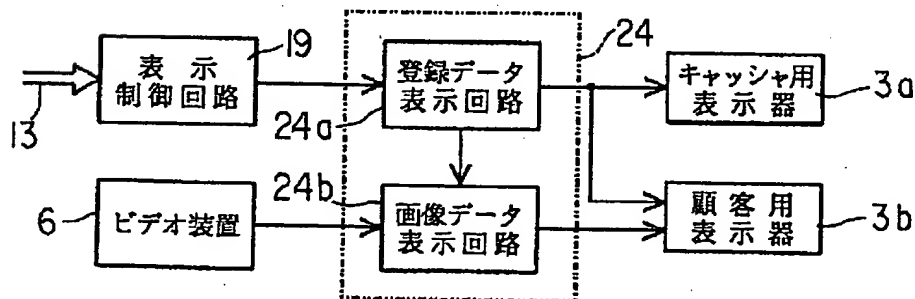 表示
制御回路
19
13
24
登録データ
表示回路
24a
キャッシャ用
表示器
3a
6
ビデオ装置
24b
画像データ
表示回路
顧客用
表示器
3b